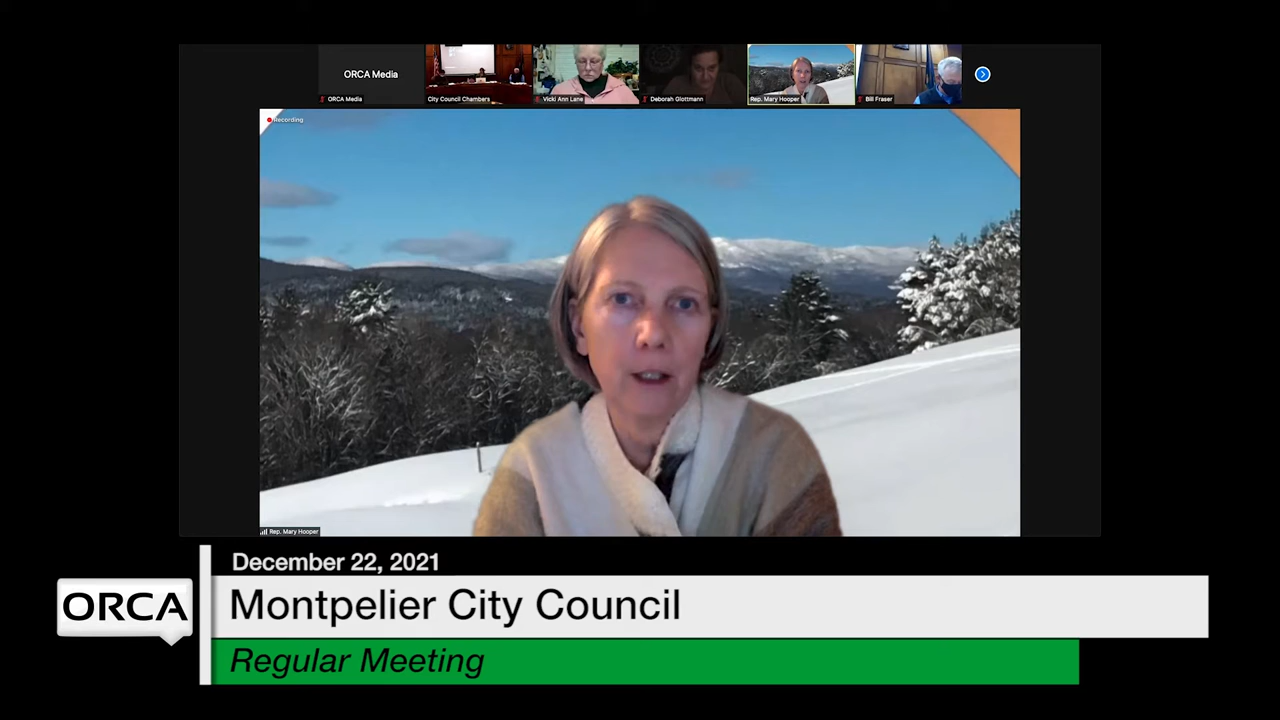 ORCA Media
ORCA Media
City Council Chambers
Vicki Ann Lane
Deborah Glottmann
Rep. Mary Hooper
Bill Fraser
Recording
Rep. Mary Hooper
December 22, 2021
ORCA
Montpelier City Council
Regular Meeting